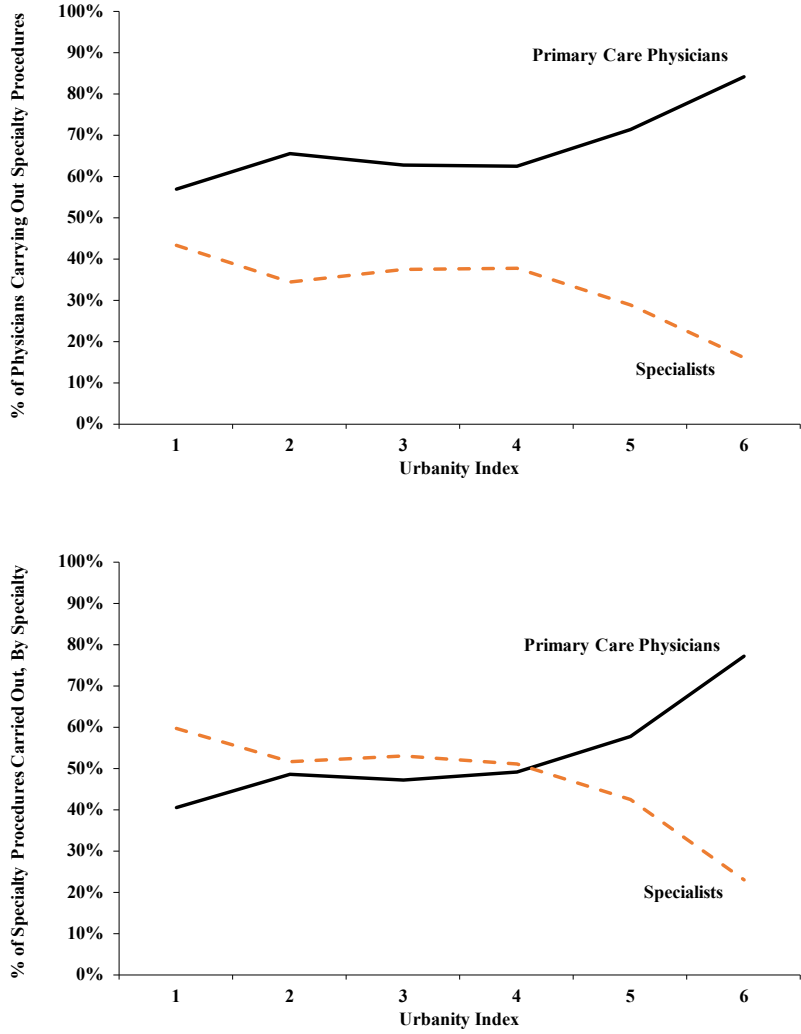 % of Physicians Carrying Out Specialty Procedures
100%
90%
80%
70%
60%
50%
40%
30%
20%
10%
0%
Primary Care Physicians
Specialists
1 2 3 4 5 6
Urbanity Index
% of Specialty Procedures Carried Out, By Specialty
100%
90%
80%
70%
60%
50%
40%
30%
20%
10%
0%
Primary Care Physicians
Specialists
1 2 3 4 5 6
Urbanity Index